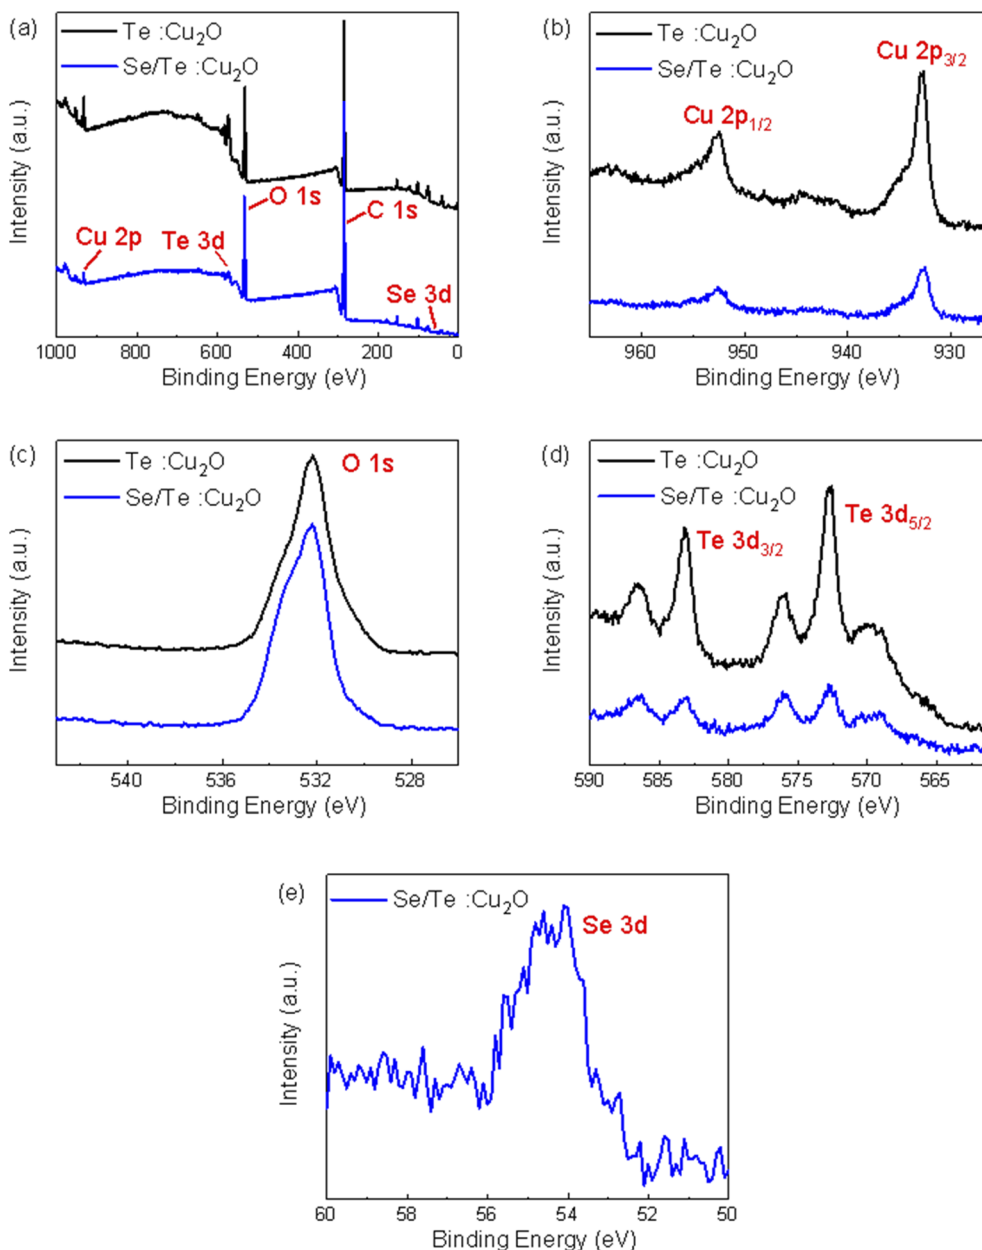 (a)
Te :Cu₂O
Se/Te :Cu₂O
O 1s
C 1s
Cu 2p
Te 3d
Se 3d
Intensity (a.u.)
1000 800 600 400 200 0
Binding Energy (eV)
(b)
Te :Cu₂O
Se/Te :Cu₂O
Cu 2p₃/₂
Cu 2p₁/₂
Intensity (a.u.)
960 950 940 930
Binding Energy (eV)
(c)
Te :Cu₂O
Se/Te :Cu₂O
O 1s
Intensity (a.u.)
540 536 532 528
Binding Energy (eV)
(d)
Te :Cu₂O
Se/Te :Cu₂O
Te 3d₅/₂
Te 3d₃/₂
Intensity (a.u.)
590 585 580 575 570 565
Binding Energy (eV)
(e)
Se/Te :Cu₂O
Se 3d
Intensity (a.u.)
60 58 56 54 52 50
Binding Energy (eV)